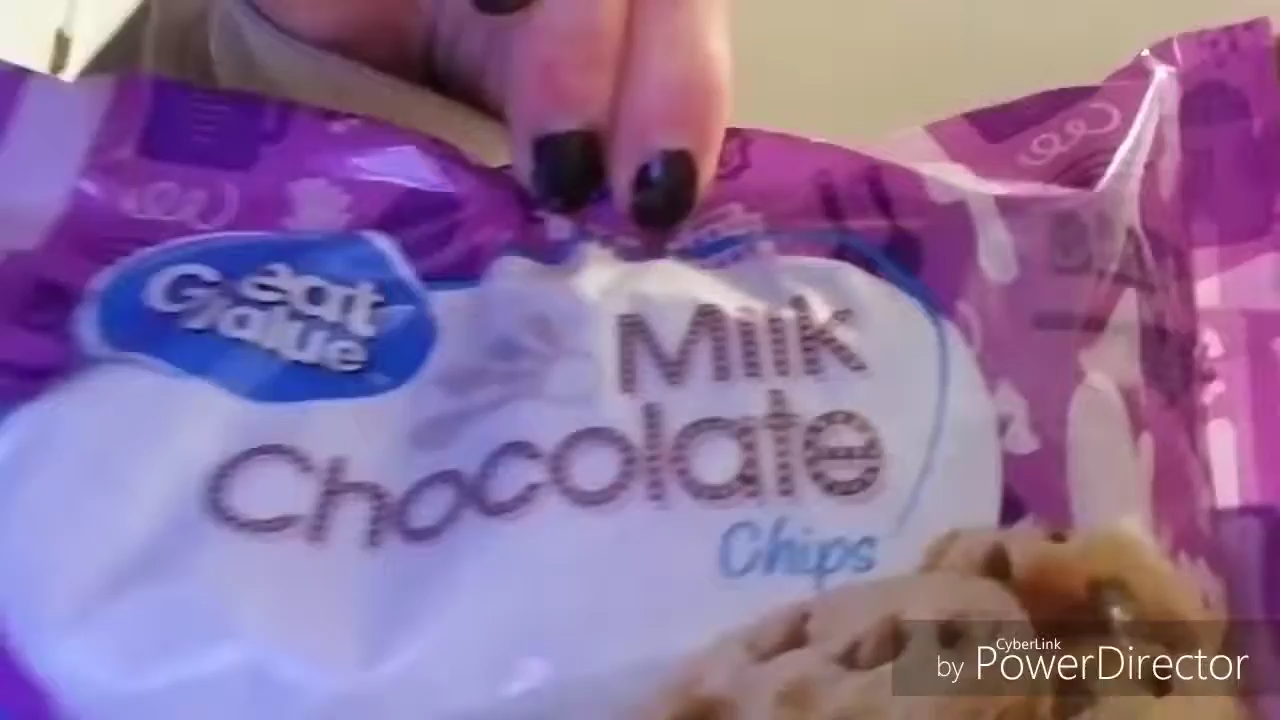 Great Value
Milk
Chocolate
Chips
CyberLink
by PowerDirector